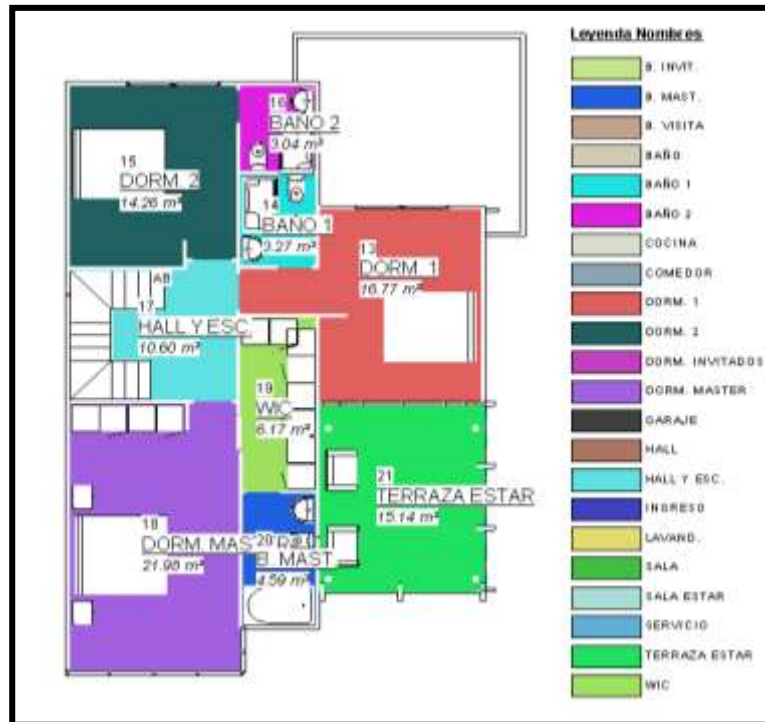 16
BAÑO 2
3.04 m²
15
DORM. 2
14.26 m²
14
BAÑO 1
3.27 m²
13
DORM. 1
16.77 m²
17
HALL Y ESC.
10.60 m²
19
WIC
6.17 m²
21
TERRAZA ESTAR
15.14 m²
18
DORM. MAS
21.98 m²
20
B. MAST
4.59 m²
Leyenda Nombres
B. INVIT.
B. MAST.
B. VISITA
BAÑO
BAÑO 1
BAÑO 2
COCINA
COMEDOR
DORM. 1
DORM. 2
DORM. INVITADOS
DORM. MASTER
GARAJE
HALL
HALL Y ESC.
INGRESO
LAVAND.
SALA
SALA ESTAR
SERVICIO
TERRAZA ESTAR
WIC